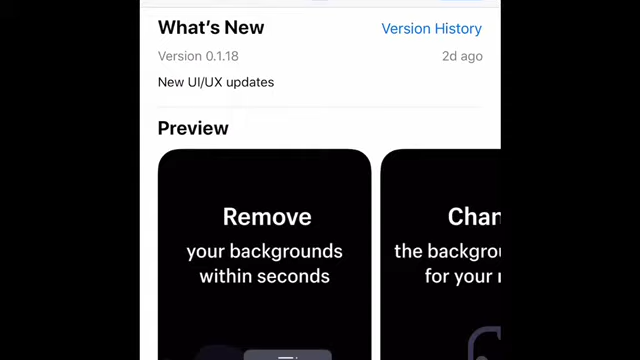 What's New
Version History
Version 0.1.18
2d ago
New UI/UX updates
Preview
Remove
your backgrounds
within seconds
the
for your